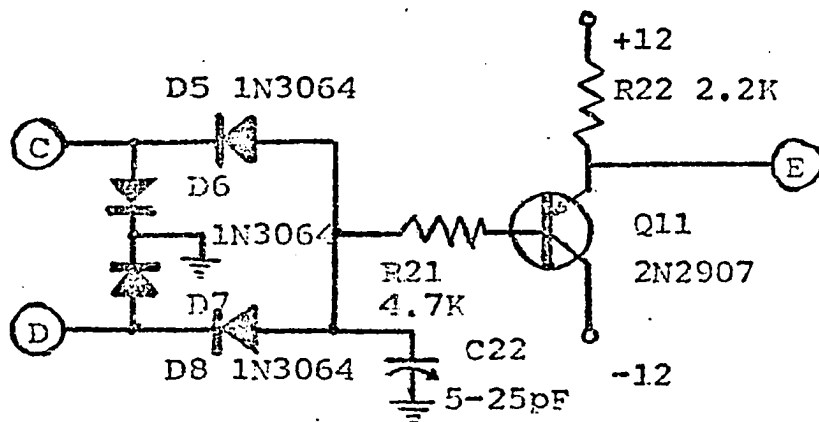 +12
D5 1N3064
R22 2.2K
C
D6
E
1N3064
Q11
R21
2N2907
4.7K
D7
D
D8 1N3064
C22
-12
5-25pF